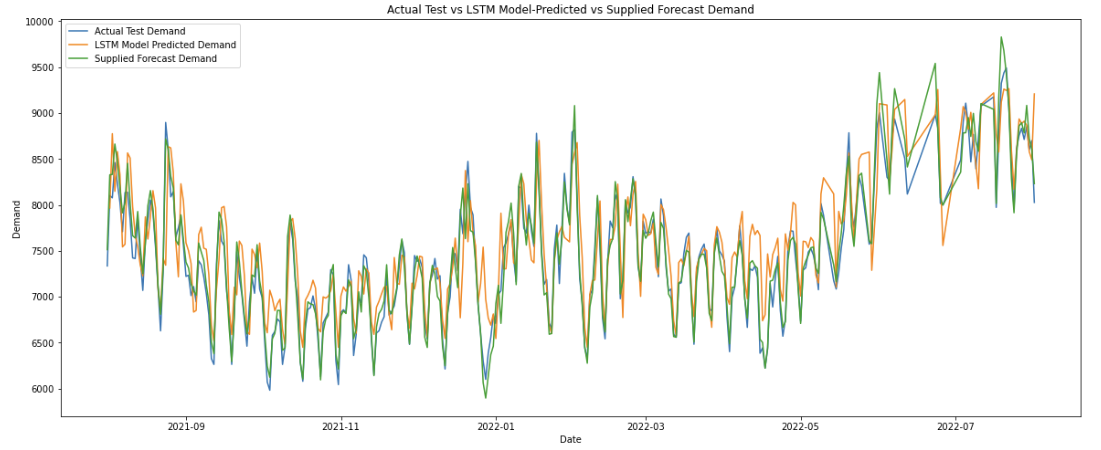 Actual Test vs LSTM Model-Predicted vs Supplied Forecast Demand
Actual Test Demand
LSTM Model Predicted Demand
Supplied Forecast Demand
10000
9500
9000
8500
8000
7500
7000
6500
6000
Demand
2021-09
2021-11
2022-01
2022-03
2022-05
2022-07
Date